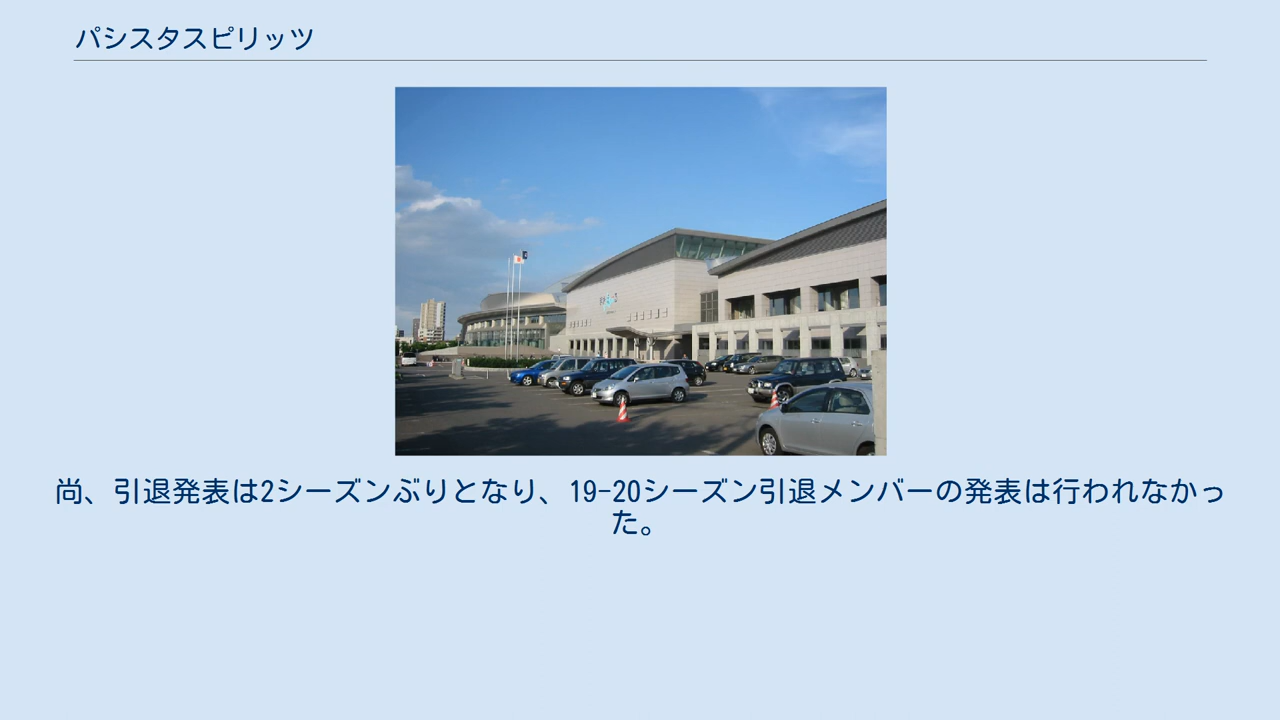 パシスタスピリッツ
尚、引退発表は2シーズンぶりとなり、19-20シーズン引退メンバーの発表は行われなかっ
た。